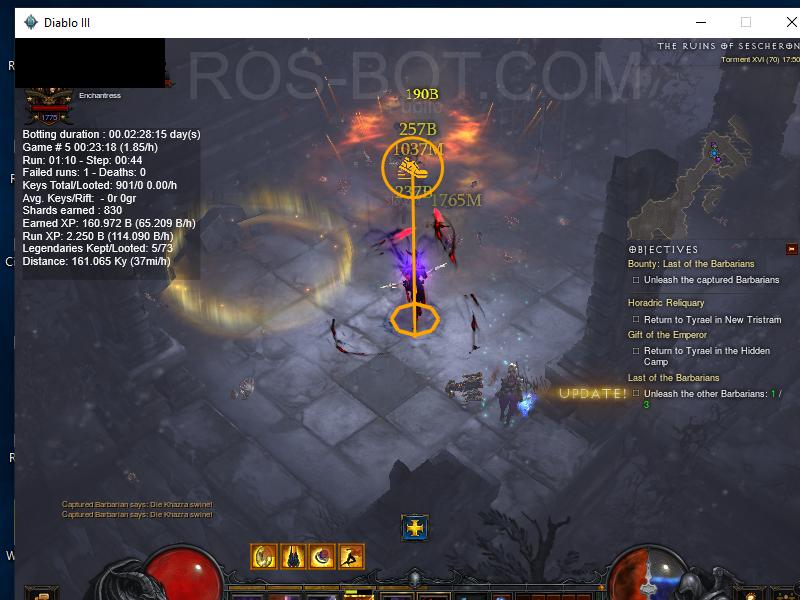 Diablo III
THE RUINS OF SESCHERON
Torment XVI (70) 17:50
ROS-BOT.COM
Enchantress
1775
190B
257B
1037M
237B
1765M
Botting duration : 00.02:28:15 day(s)
Game # 5 00:23:18 (1.85/h)
Run: 01:10 - Step: 00:44
Failed runs: 1 - Deaths: 0
Keys Total/Looted: 901/0 0.00/h
Avg. Keys/Rift: - 0r 0gr
Shards earned : 830
Earned XP: 160.972 B (65.209 B/h)
Run XP: 2.250 B (114.090 B/h)
Legendaries Kept/Looted: 5/73
Distance: 161.065 Ky (37mi/h)
OBJECTIVES
Bounty: Last of the Barbarians
Unleash the captured Barbarians
Horadric Reliquary
Return to Tyrael in New Tristram
Gift of the Emperor
Return to Tyrael in the Hidden
Camp
Last of the Barbarians
Unleash the other Barbarians: 1 /
3
UPDATE!
Captured Barbarian says: Die Khazra swine!
Captured Barbarian says: Die Khazra swine!